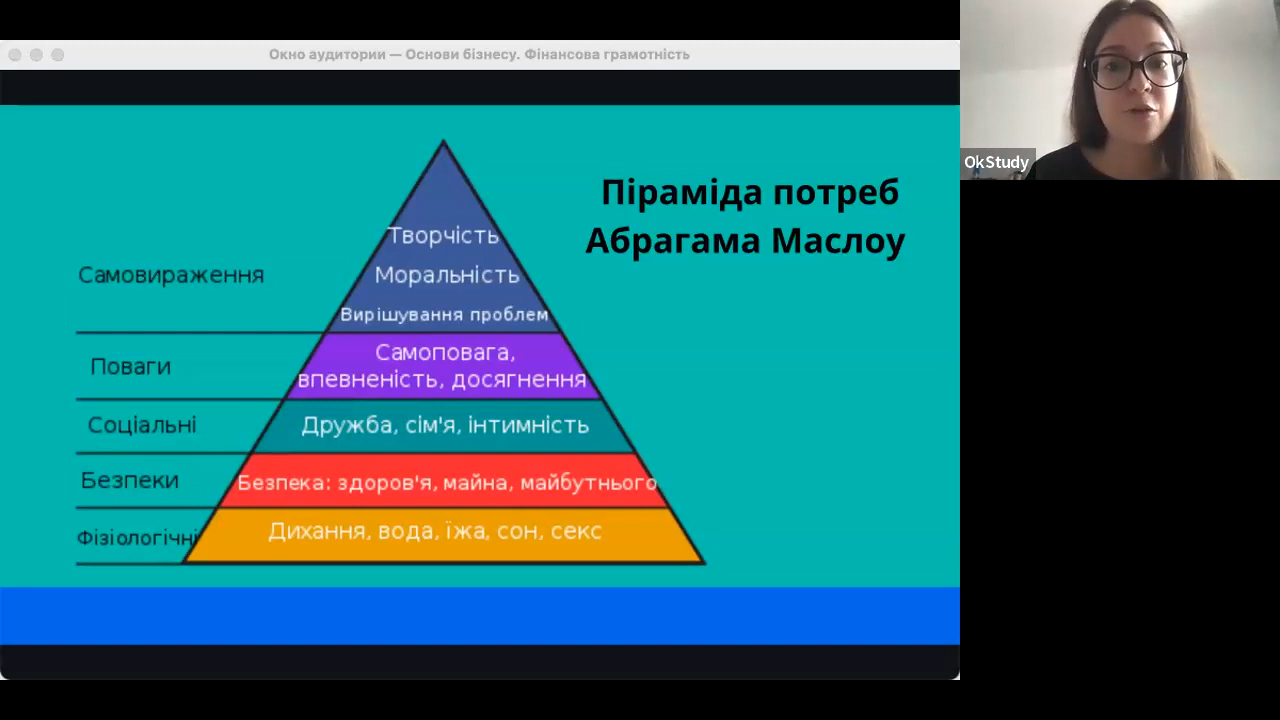 Окно аудитории — Основи бізнесу. Фінансова грамотність
OkStudy
Піраміда потреб
Абрагама Маслоу
Творчість
Самовираження
Моральність
Вирішування проблем
Поваги
Самоповага,
впевненість, досягнення
Соціальні
Дружба, сім'я, інтимність
Безпеки
Безпека: здоров'я, майна, майбутнього
Фізіологічні
Дихання, вода, їжа, сон, секс